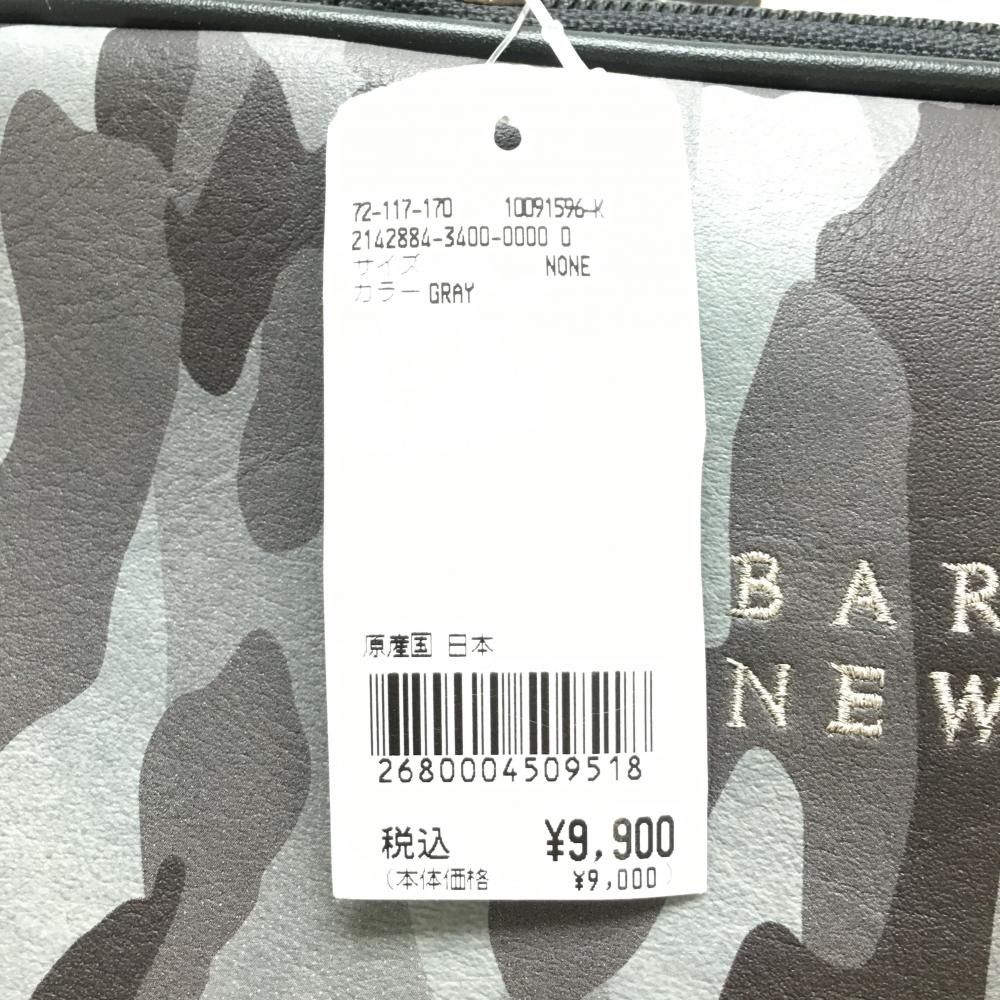 72-117-170 10091596-K
2142884-3400-0000 0
サイズ NONE
カラー GRAY
原産国 日本
2680004509518
税込 ¥9,900
(本体価格 ¥9,000)
BAR
NEW